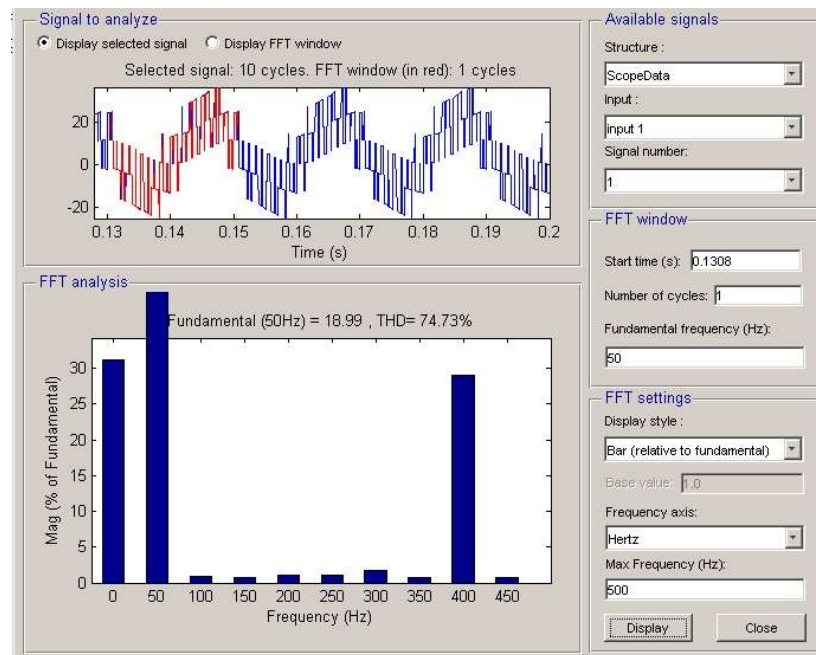 Signal to analyze
Display selected signal
Display FFT window
Selected signal: 10 cycles. FFT window (in red): 1 cycles
20
0
-20
0.13 0.14 0.15 0.16 0.17 0.18 0.19 0.2
Time (s)
FFT analysis
Fundamental (50Hz) = 18.99 , THD= 74.73%
Mag (% of Fundamental)
30
25
20
15
10
5
0
0 50 100 150 200 250 300 350 400 450
Frequency (Hz)
Available signals
Structure :
ScopeData
Input :
input 1
Signal number:
1
FFT window
Start time (s): 0.1308
Number of cycles: 1
Fundamental frequency (Hz):
50
FFT settings
Display style :
Bar (relative to fundamental)
Base value: 1.0
Frequency axis:
Hertz
Max Frequency (Hz):
500
Display
Close